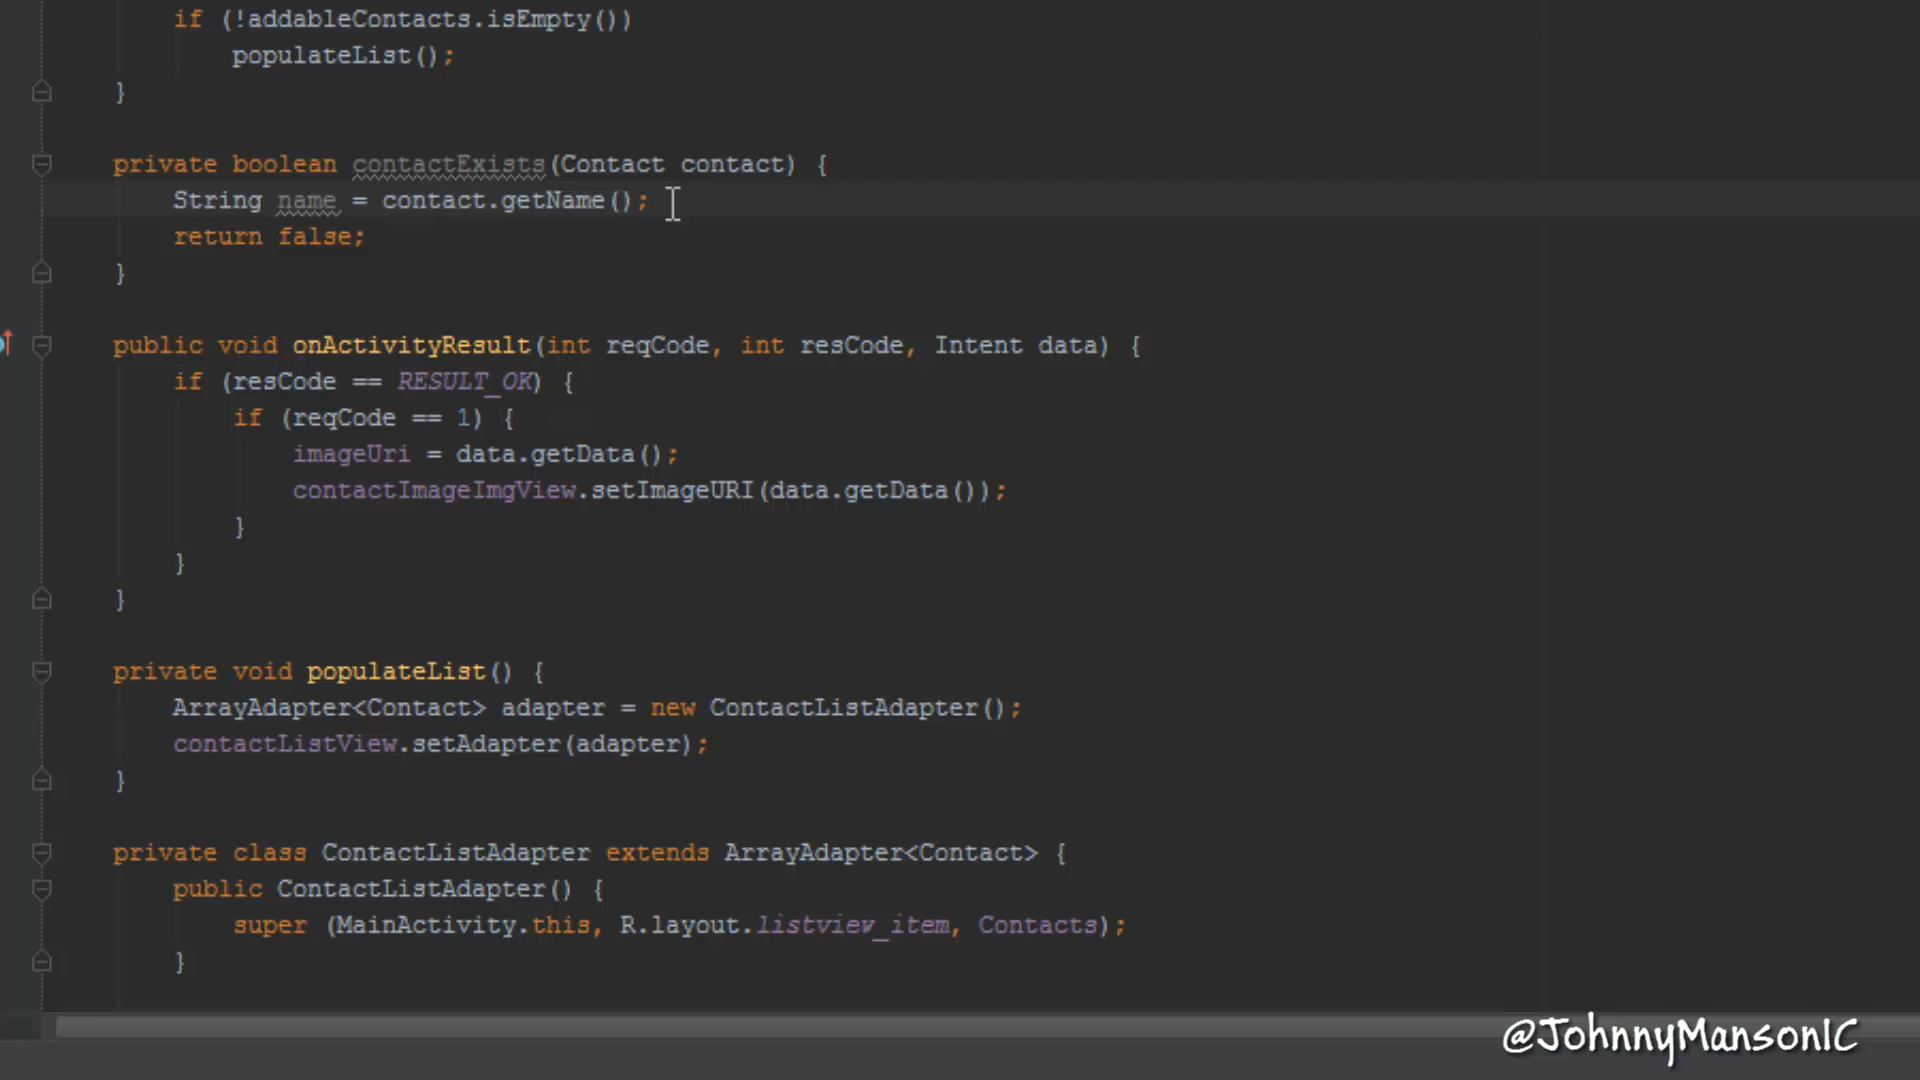 if (!addableContacts.isEmpty())
populateList();
}
private boolean contactExists(Contact contact) {
String name = contact.getName();
return false;
}
public void onActivityResult(int reqCode, int resCode, Intent data) {
if (resCode == RESULT_OK) {
if (reqCode == 1) {
imageUri = data.getData();
contactImageImgView.setImageURI(data.getData());
}
}
}
private void populateList() {
ArrayAdapter<Contact> adapter = new ContactListAdapter();
contactListView.setAdapter(adapter);
}
private class ContactListAdapter extends ArrayAdapter<Contact> {
public ContactListAdapter() {
super (MainActivity.this, R.layout.listview_item, Contacts);
}
@JohnnyMansonIC